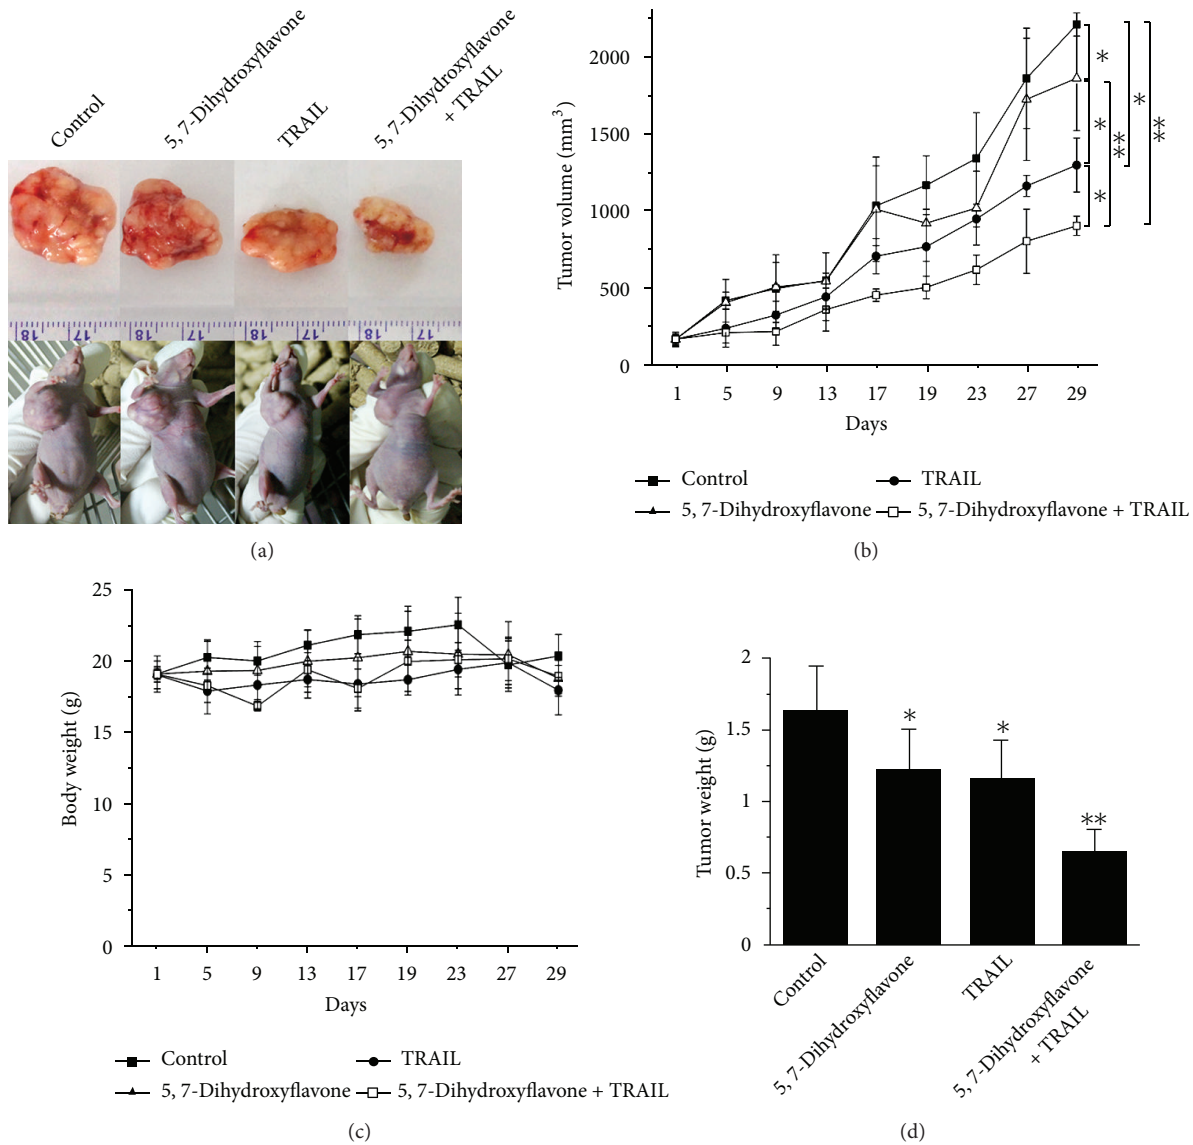 Control
5, 7-Dihydroxyflavone
TRAIL
5, 7-Dihydroxyflavone
+ TRAIL
18 17 18 17 18 17 18 17
(a)
Tumor volume (mm³)
2000
1500
1000
500
0
1 5 9 13 17 19 23 27 29
Days
* * * ** * **
Control
TRAIL
5, 7-Dihydroxyflavone
5, 7-Dihydroxyflavone + TRAIL
(b)
Body weight (g)
25
20
15
10
5
0
1 5 9 13 17 19 23 27 29
Days
Control
TRAIL
5, 7-Dihydroxyflavone
5, 7-Dihydroxyflavone + TRAIL
(c)
Tumor weight (g)
2
1.5
1
0.5
0
* * **
Control
5, 7-Dihydroxyflavone
TRAIL
5, 7-Dihydroxyflavone
+ TRAIL
(d)